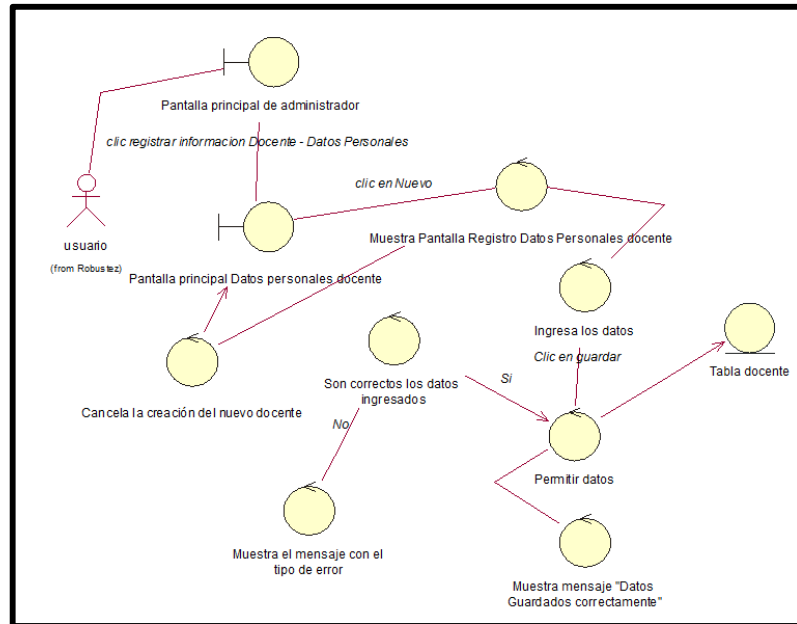 Pantalla principal de administrador
clic registrar informacion Docente - Datos Personales
clic en Nuevo
usuario
(from Robustez)
Muestra Pantalla Registro Datos Personales docente
Pantalla principal Datos personales docente
Ingresa los datos
Clic en guardar
Tabla docente
Son correctos los datos
ingresados
Si
Cancela la creación del nuevo docente
No
Permitir datos
Muestra el mensaje con el
tipo de error
Muestra mensaje "Datos
Guardados correctamente"